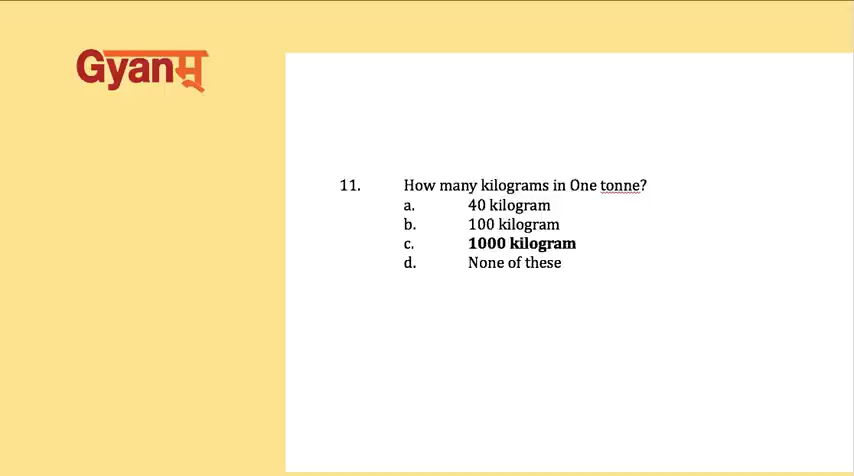 Gyanम्
11. How many kilograms in One tonne?
a. 40 kilogram
b. 100 kilogram
c. 1000 kilogram
d. None of these